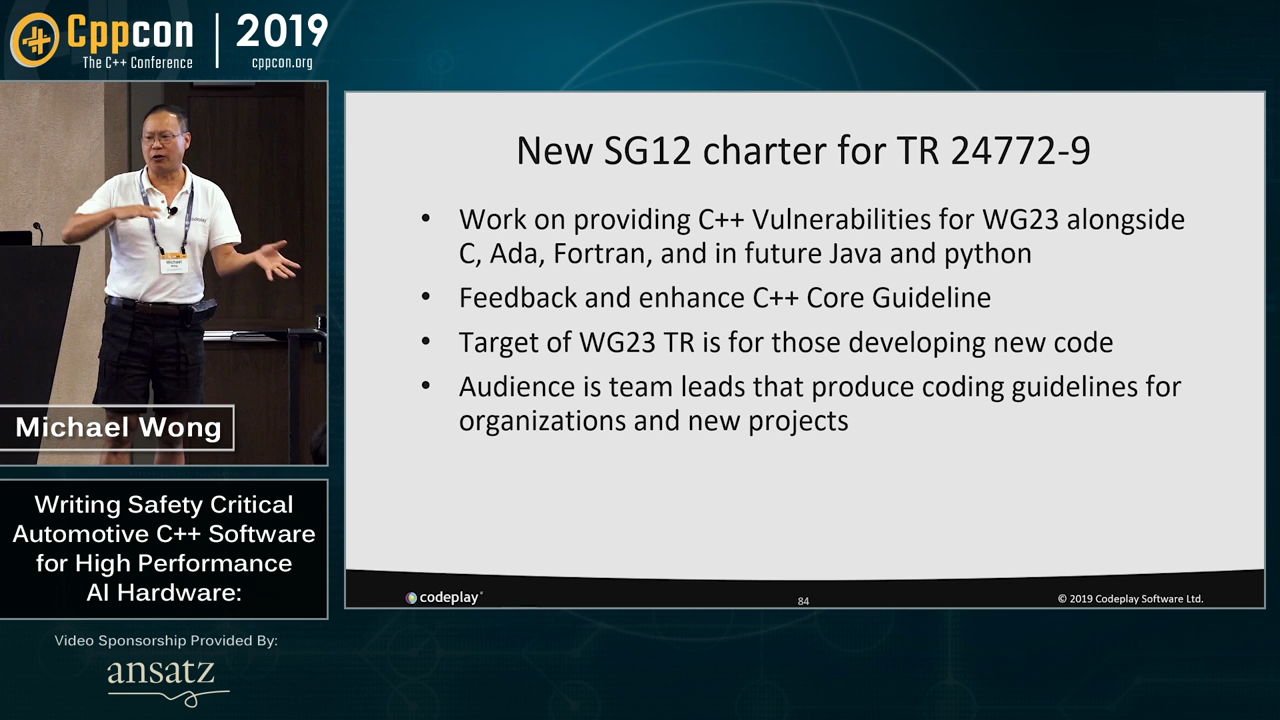 Cppcon
The C++ Conference
2019
cppcon.org
New SG12 charter for TR 24772-9
• Work on providing C++ Vulnerabilities for WG23 alongside
C, Ada, Fortran, and in future Java and python
• Feedback and enhance C++ Core Guideline
• Target of WG23 TR is for those developing new code
• Audience is team leads that produce coding guidelines for
organizations and new projects
codeplay
84
© 2019 Codeplay Software Ltd.
Michael
Michael Wong
Writing Safety Critical
Automotive C++ Software
for High Performance
AI Hardware:
Video Sponsorship Provided By:
ansatz